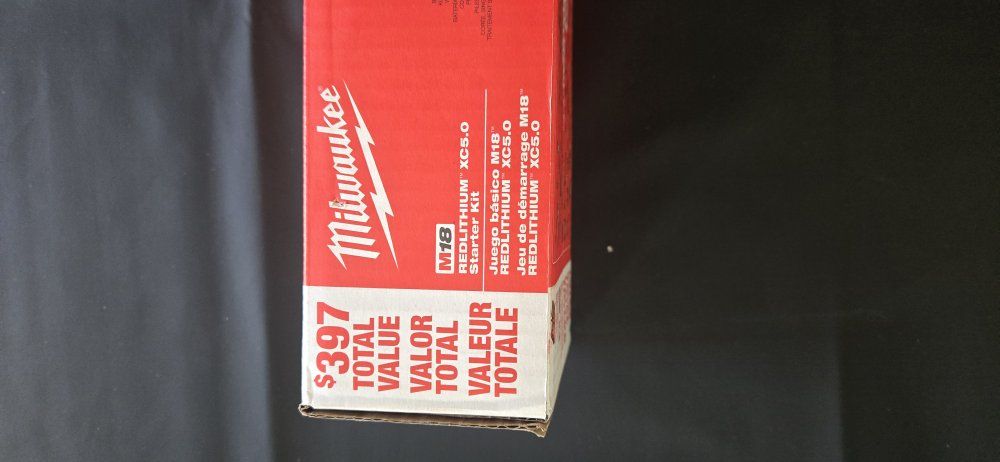 Milwaukee®
M18
REDLITHIUM™ XC5.0
Starter Kit
Juego básico M18™
REDLITHIUM™ XC5.0
Jeu de démarrage M18™
REDLITHIUM™ XC5.0
$397
TOTAL
VALUE
VALOR
TOTAL
VALEUR
TOTALE